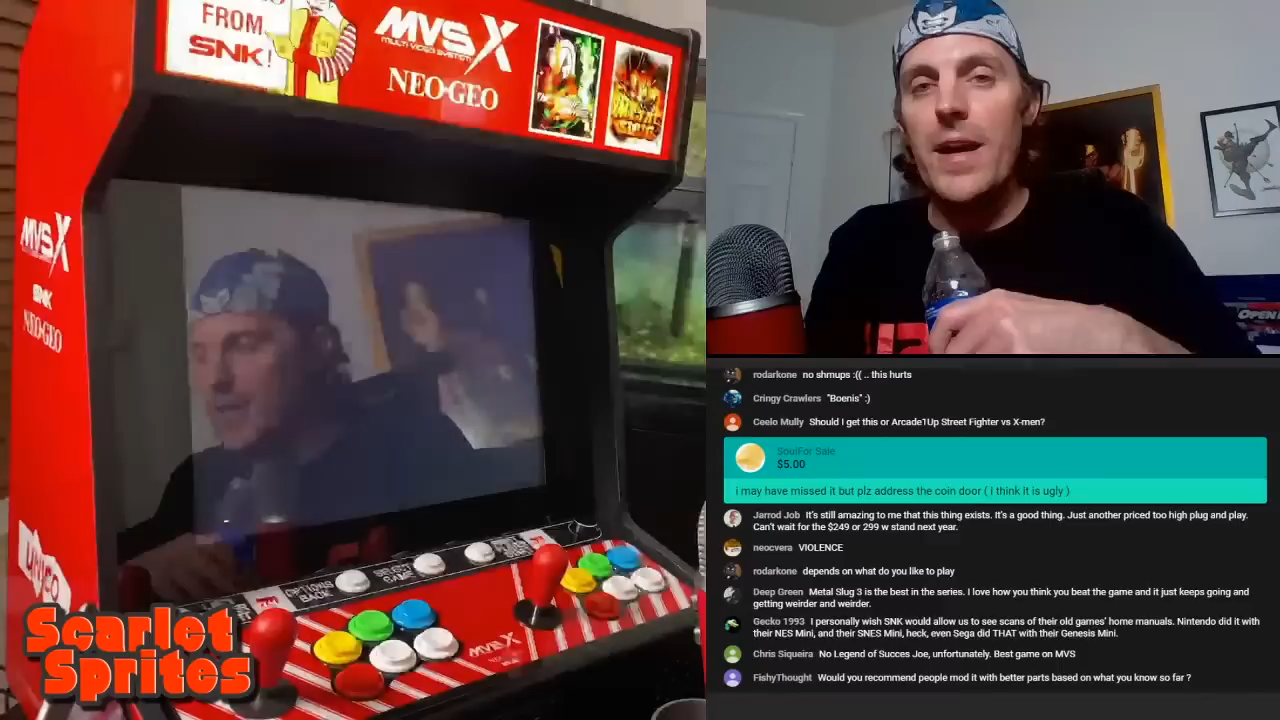 FROM
SNK!
MVSX
MULTI VIDEO SYSTEM
NEO·GEO
METAL
SLUG
MVSX
SNK
NEO·GEO
unico
OPTIONS
BACK
SELECT
GAME
MVSX
Scarlet
Sprites
OPEN
rodarkone no shmups :(( .. this hurts
Cringy Crawlers "Boenis" :)
Ceelo Mully Should I get this or Arcade1Up Street Fighter vs X-men?
SoulFor Sale
$5.00
i may have missed it but plz address the coin door ( I think it is ugly )
Jarrod Job It's still amazing to me that this thing exists. It's a good thing. Just another priced too high plug and play.
Can't wait for the $249 or 299 w stand next year.
neocvera VIOLENCE
rodarkone depends on what do you like to play
Deep Green Metal Slug 3 is the best in the series. I love how you think you beat the game and it just keeps going and
getting weirder and weirder.
Gecko 1993 I personally wish SNK would allow us to see scans of their old games' home manuals. Nintendo did it with
their NES Mini, and their SNES Mini, heck, even Sega did THAT with their Genesis Mini.
Chris Siqueira No Legend of Succes Joe, unfortunately. Best game on MVS
FishyThought Would you recommend people mod it with better parts based on what you know so far ?